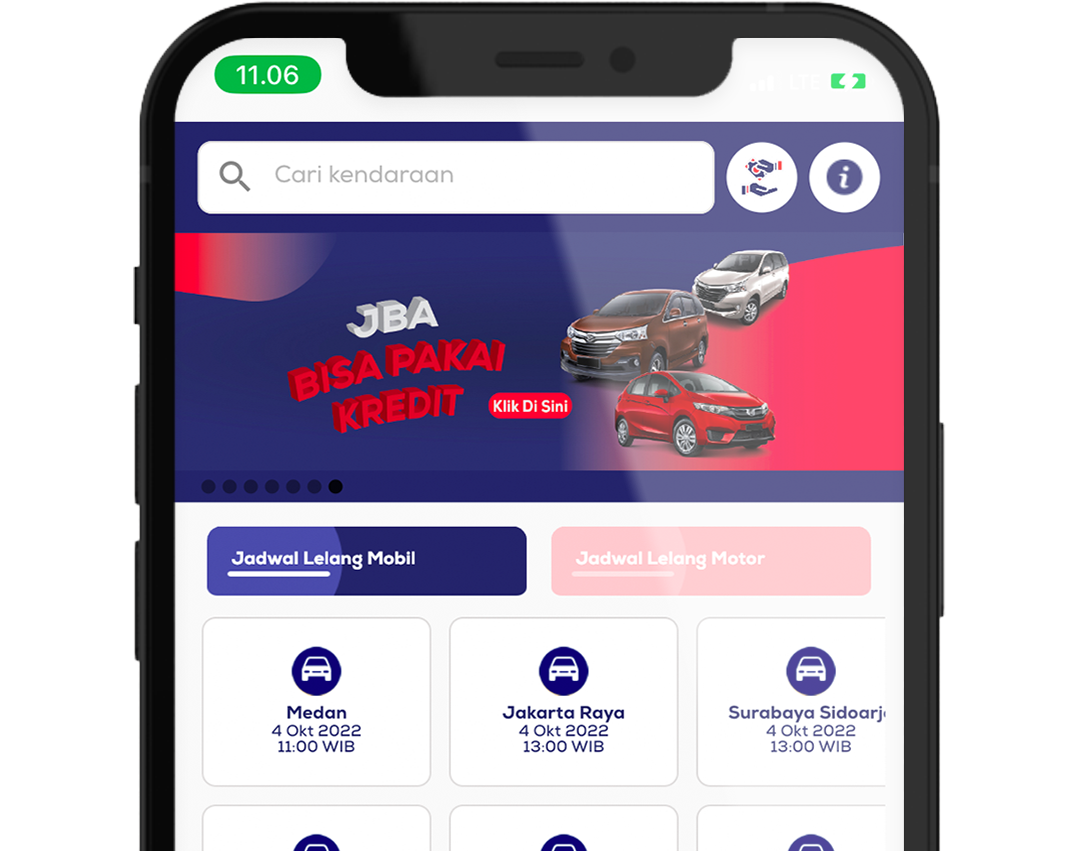 11.06
LTE
Cari kendaraan
JBA
BISA PAKAI
KREDIT
Klik Di Sini
Jadwal Lelang Mobil
Jadwal Lelang Motor
Medan
4 Okt 2022
11:00 WIB
Jakarta Raya
4 Okt 2022
13:00 WIB
Surabaya Sidoarj
4 Okt 2022
13:00 WIB